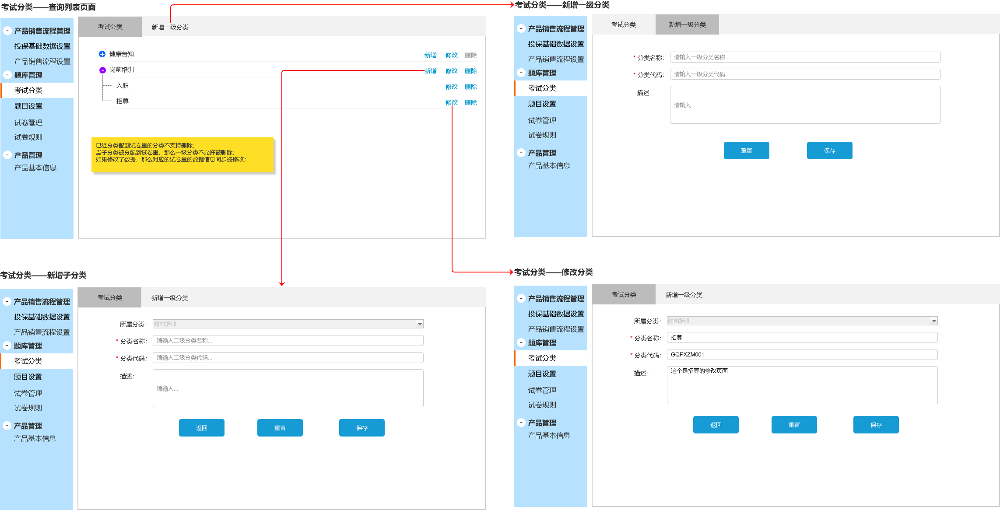 考试分类——查询列表页面
- 产品销售流程管理
投保基础数据设置
产品销售流程设置
- 题库管理
考试分类
题目设置
试卷管理
试卷规则
- 产品管理
产品基本信息
考试分类 新增一级分类
健康告知 新增 修改 删除
岗前培训 新增 修改 删除
入职 修改 删除
招募 修改 删除
已经分类配到试卷里的分类不支持删除；
当子分类被分配到试卷里，那么一级分类不允许被删除；
如果修改了数据，那么对应的试卷里的数据信息同步被修改；
考试分类——新增一级分类
- 产品销售流程管理
投保基础数据设置
产品销售流程设置
- 题库管理
考试分类
题目设置
试卷管理
试卷规则
- 产品管理
产品基本信息
考试分类 新增一级分类
* 分类名称： 请输入一级分类名称...
* 分类代码： 请输入一级分类代码...
描述： 请输入...
重置 保存
考试分类——新增子分类
- 产品销售流程管理
投保基础数据设置
产品销售流程设置
- 题库管理
考试分类
题目设置
试卷管理
试卷规则
- 产品管理
产品基本信息
考试分类 新增一级分类
所属分类： 岗前培训
* 分类名称： 请输入二级分类名称...
* 分类代码： 请输入二级分类代码...
描述： 请输入...
返回 重置 保存
考试分类——修改分类
- 产品销售流程管理
投保基础数据设置
产品销售流程设置
- 题库管理
考试分类
题目设置
试卷管理
试卷规则
- 产品管理
产品基本信息
考试分类 新增一级分类
所属分类： 岗前培训
* 分类名称： 招募
* 分类代码： GQPXZM001
描述： 这个是招募的修改页面
返回 重置 保存